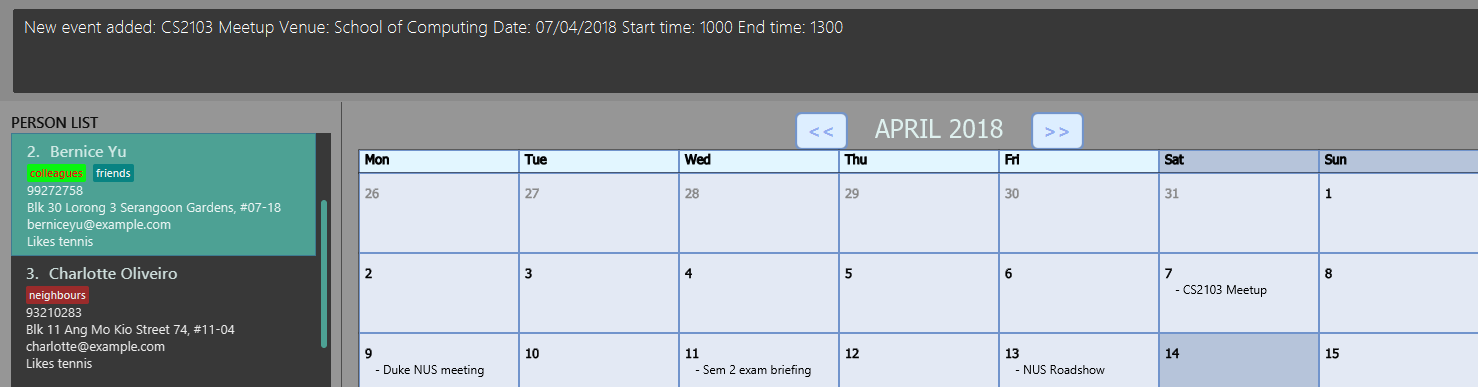 New event added: CS2103 Meetup Venue: School of Computing Date: 07/04/2018 Start time: 1000 End time: 1300
PERSON LIST
2. Bernice Yu
colleagues friends
99272758
Blk 30 Lorong 3 Serangoon Gardens, #07-18
berniceyu@example.com
Likes tennis
3. Charlotte Oliveiro
neighbours
93210283
Blk 11 Ang Mo Kio Street 74, #11-04
charlotte@example.com
Likes tennis
<< APRIL 2018 >>
Mon Tue Wed Thu Fri Sat Sun
26 27 28 29 30 31 1
2 3 4 5 6 7 8
- CS2103 Meetup
9 10 11 12 13 14 15
- Duke NUS meeting - Sem 2 exam briefing - NUS Roadshow